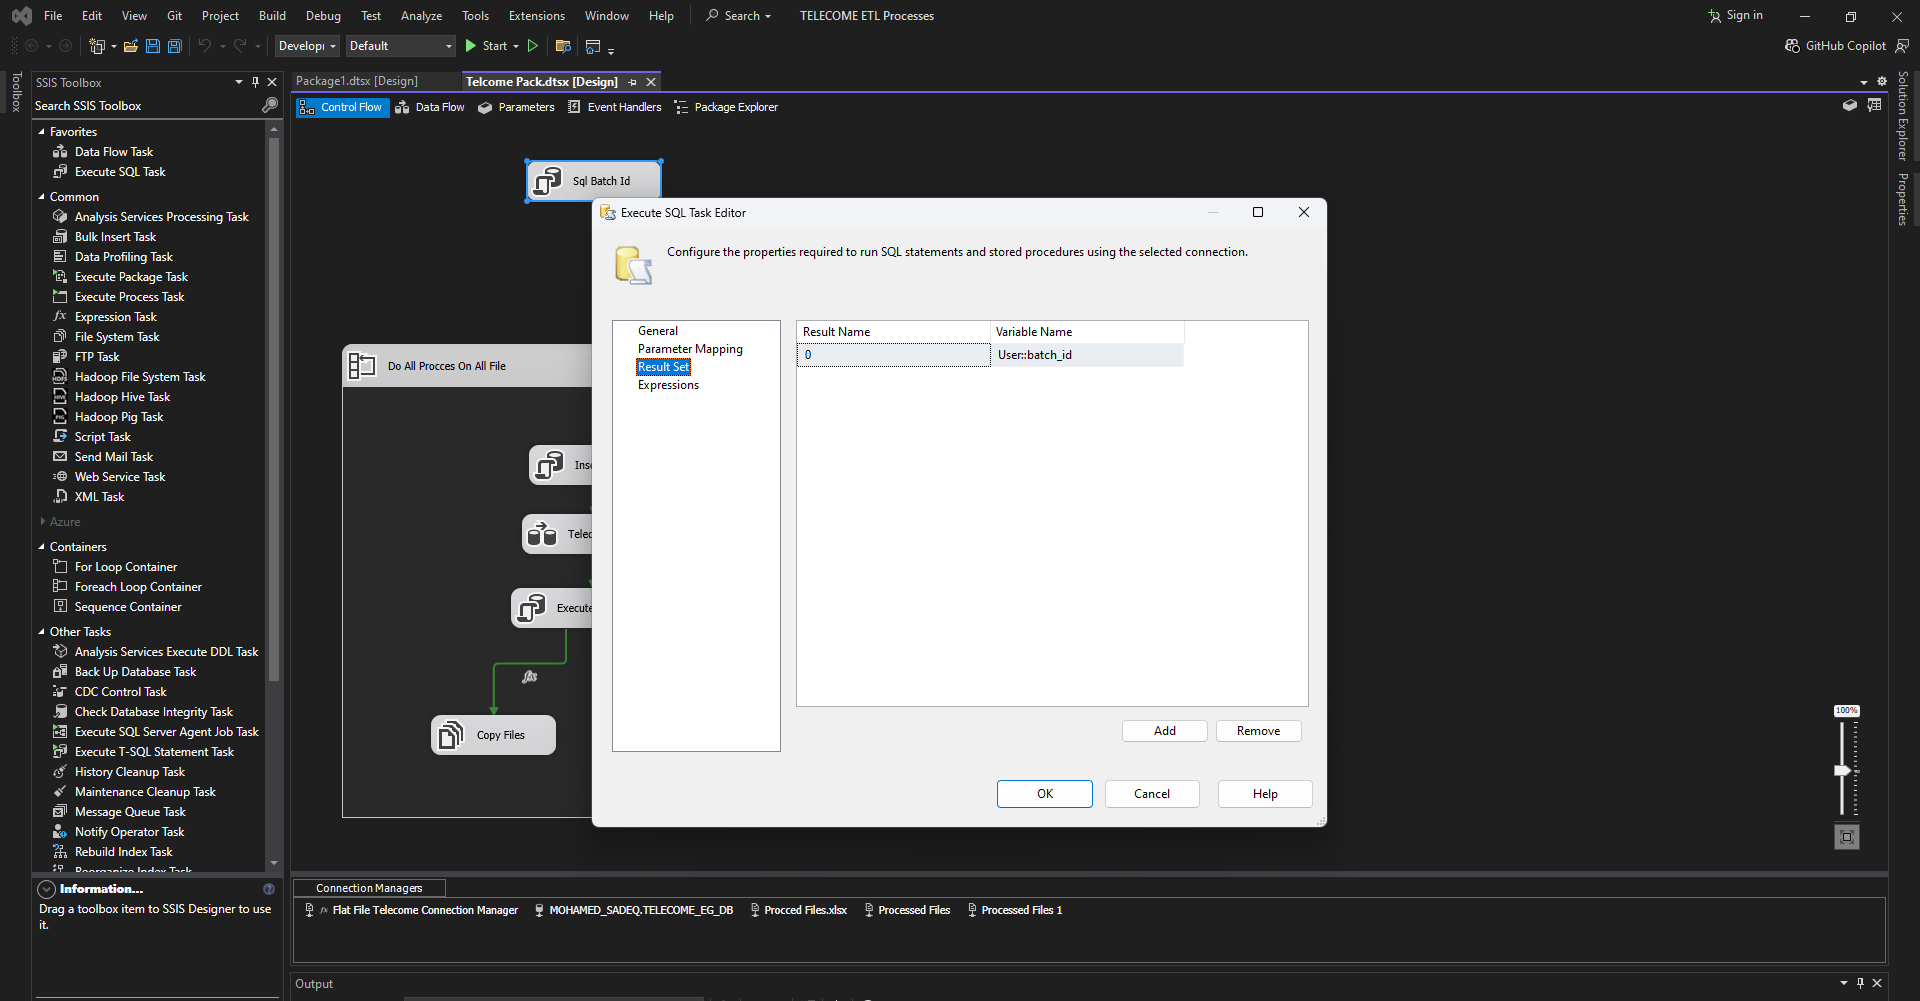 File Edit View Git Project Build Debug Test Analyze Tools Extensions Window Help Search TELECOME ETL Processes Sign in
Develop Default Start GitHub Copilot
Toolbox
SSIS Toolbox
Search SSIS Toolbox
Favorites
Data Flow Task
Execute SQL Task
Common
Analysis Services Processing Task
Bulk Insert Task
Data Profiling Task
Execute Package Task
Execute Process Task
Expression Task
File System Task
FTP Task
Hadoop File System Task
Hadoop Hive Task
Hadoop Pig Task
Script Task
Send Mail Task
Web Service Task
XML Task
Azure
Containers
For Loop Container
Foreach Loop Container
Sequence Container
Other Tasks
Analysis Services Execute DDL Task
Back Up Database Task
CDC Control Task
Check Database Integrity Task
Execute SQL Server Agent Job Task
Execute T-SQL Statement Task
History Cleanup Task
Maintenance Cleanup Task
Message Queue Task
Notify Operator Task
Rebuild Index Task
Reorganize Index Task
Information...
Drag a toolbox item to SSIS Designer to use
it.
Package1.dtsx [Design] Telcome Pack.dtsx [Design]
Control Flow Data Flow Parameters Event Handlers Package Explorer
Sql Batch Id
Do All Procces On All File
Inse
Telec
Execute
fx
Copy Files
Execute SQL Task Editor
Configure the properties required to run SQL statements and stored procedures using the selected connection.
General
Parameter Mapping
Result Set
Expressions
Result Name Variable Name
0 User::batch_id
Add Remove
OK Cancel Help
100%
Solution Explorer
Properties
Connection Managers
fx Flat File Telecome Connection Manager MOHAMED_SADEQ.TELECOME_EG_DB Procced Files.xlsx Processed Files Processed Files 1
Output